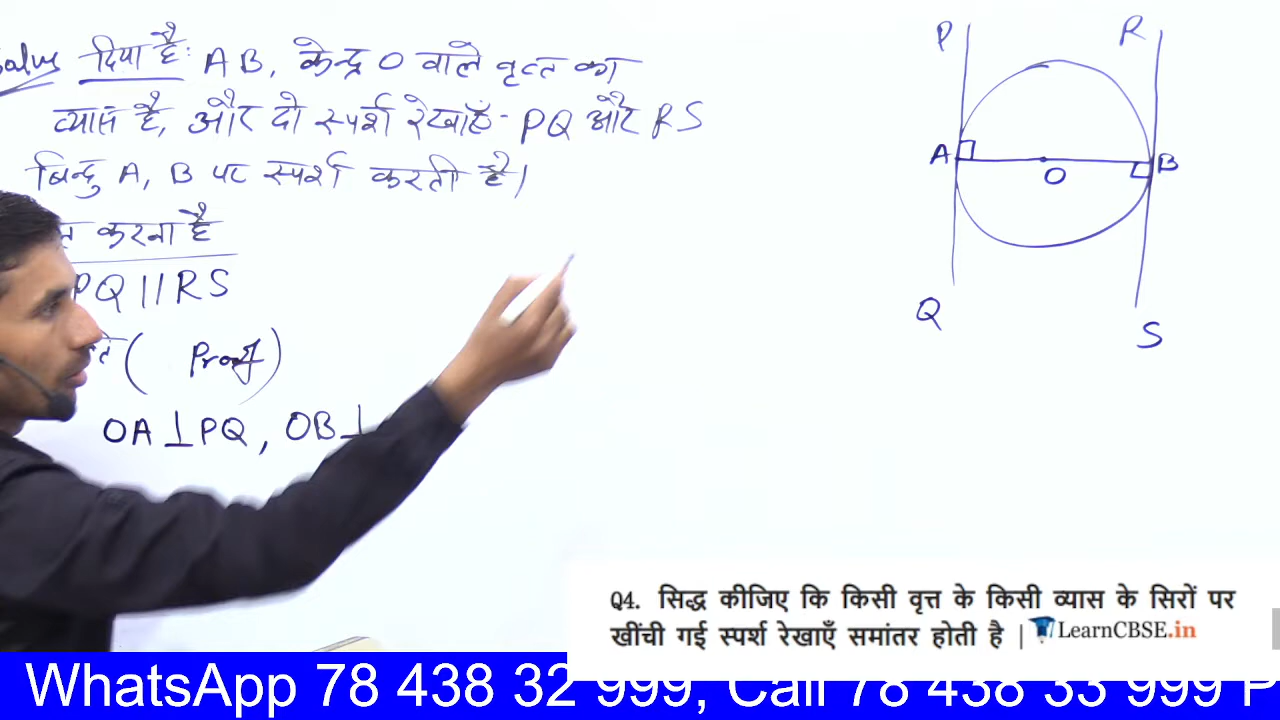 Solve दिया है: AB, केन्द्र O वाले वृत्त का
व्यास है, और दो स्पर्श रेखाएँ - PQ और RS
बिन्दु A, B पर स्पर्श करती है।
करना है
PQ || RS
( Proof )
OA ⊥ PQ, OB ⊥
P
R
A
B
O
Q
S
Q4. सिद्ध कीजिए कि किसी वृत्त के किसी व्यास के सिरों पर
खींची गई स्पर्श रेखाएँ समांतर होती है |
LearnCBSE.in
WhatsApp 78 438 32 999, Call 78 438 33 999 P